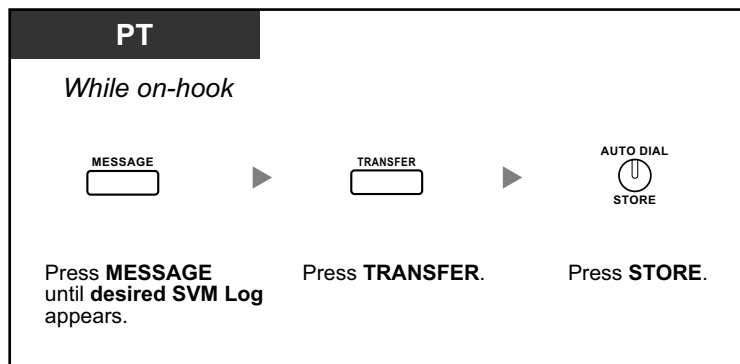 PT
While on-hook
MESSAGE
TRANSFER
AUTO DIAL
STORE
Press MESSAGE
until desired SVM Log
appears.
Press TRANSFER.
Press STORE.